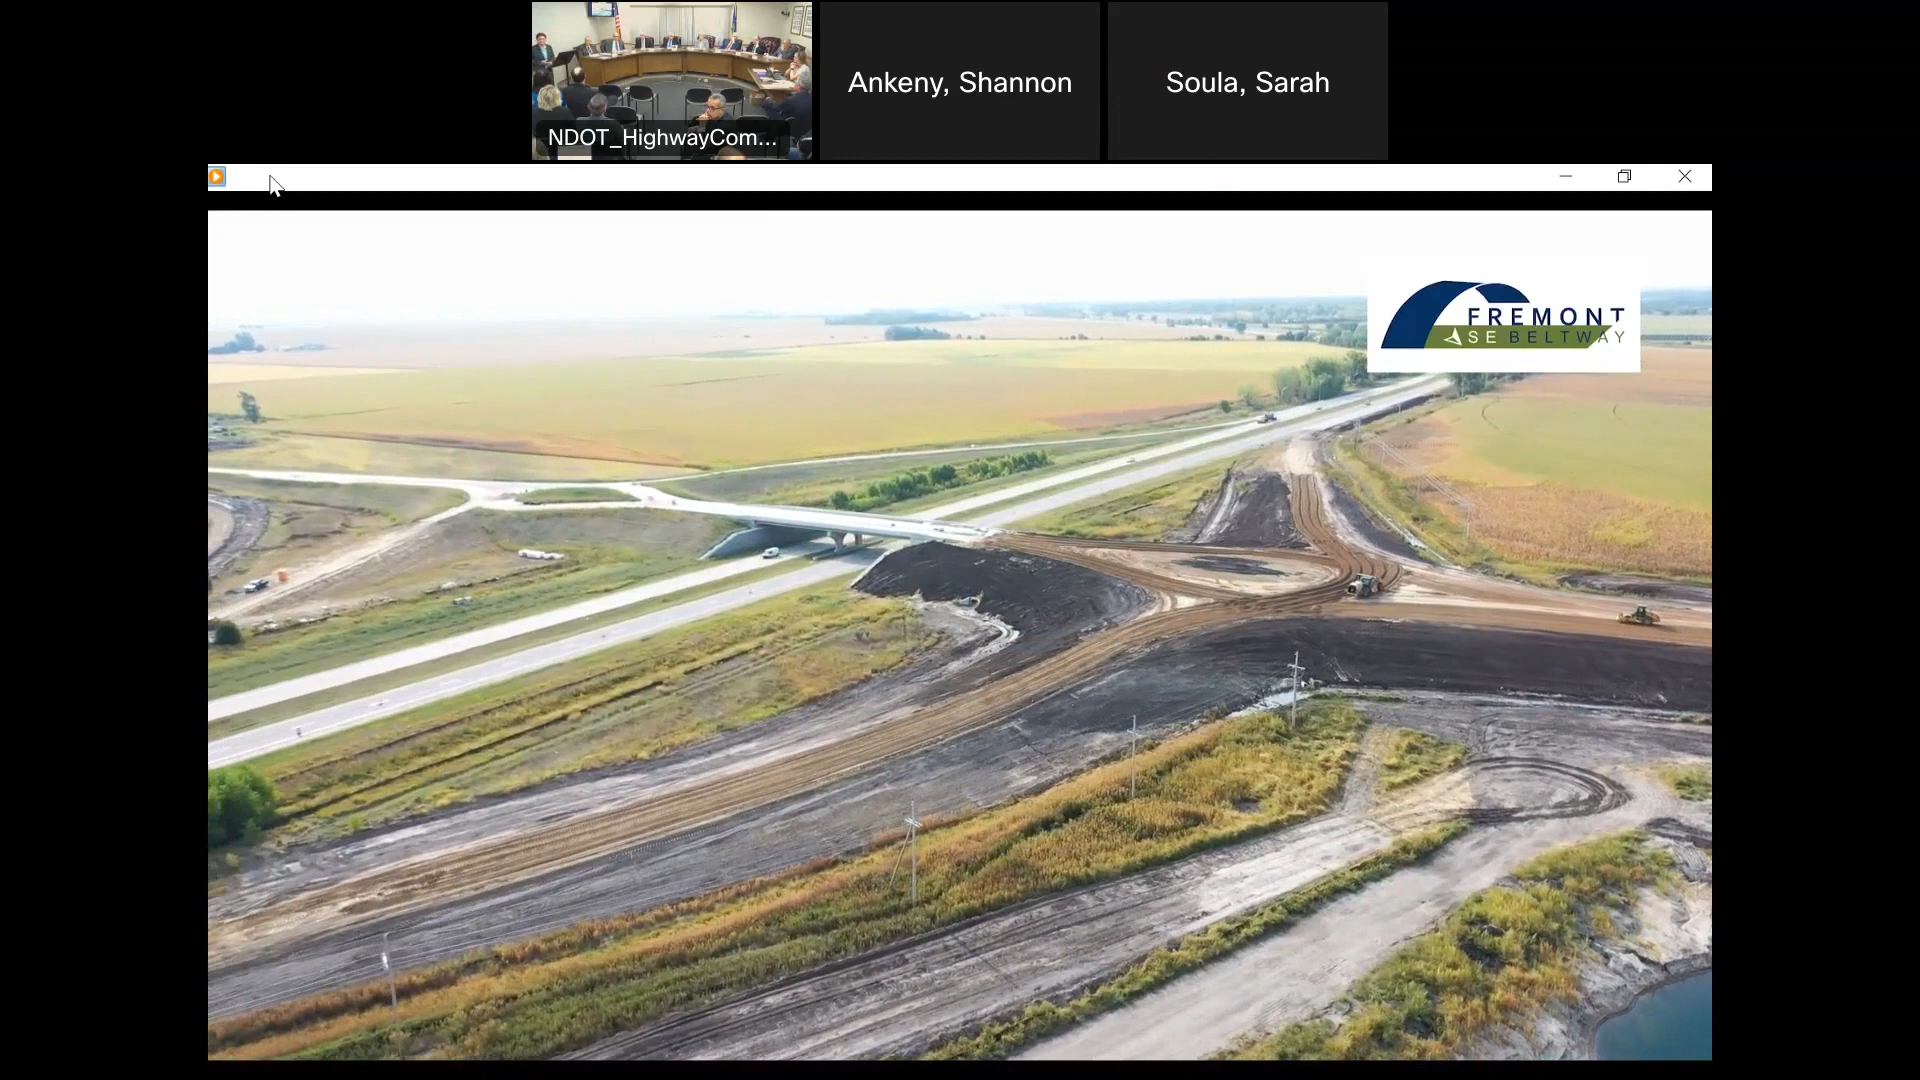 NDOT_HighwayCom...
Ankeny, Shannon
Soula, Sarah
FREMONT
SE BELTWAY